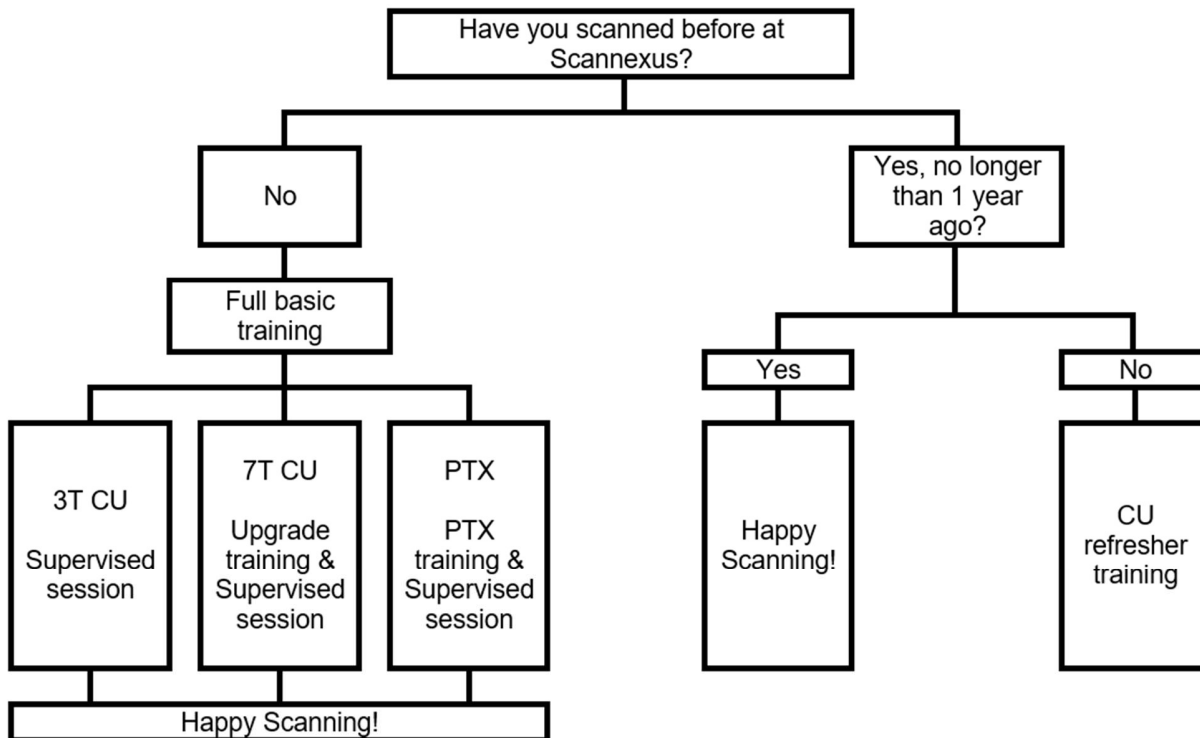 Have you scanned before at
Scannexus?
No
Yes, no longer
than 1 year
ago?
Full basic
training
Yes
No
3T CU
Supervised
session
7T CU
Upgrade
training &
Supervised
session
PTX
PTX
training &
Supervised
session
Happy
Scanning!
CU
refresher
training
Happy Scanning!